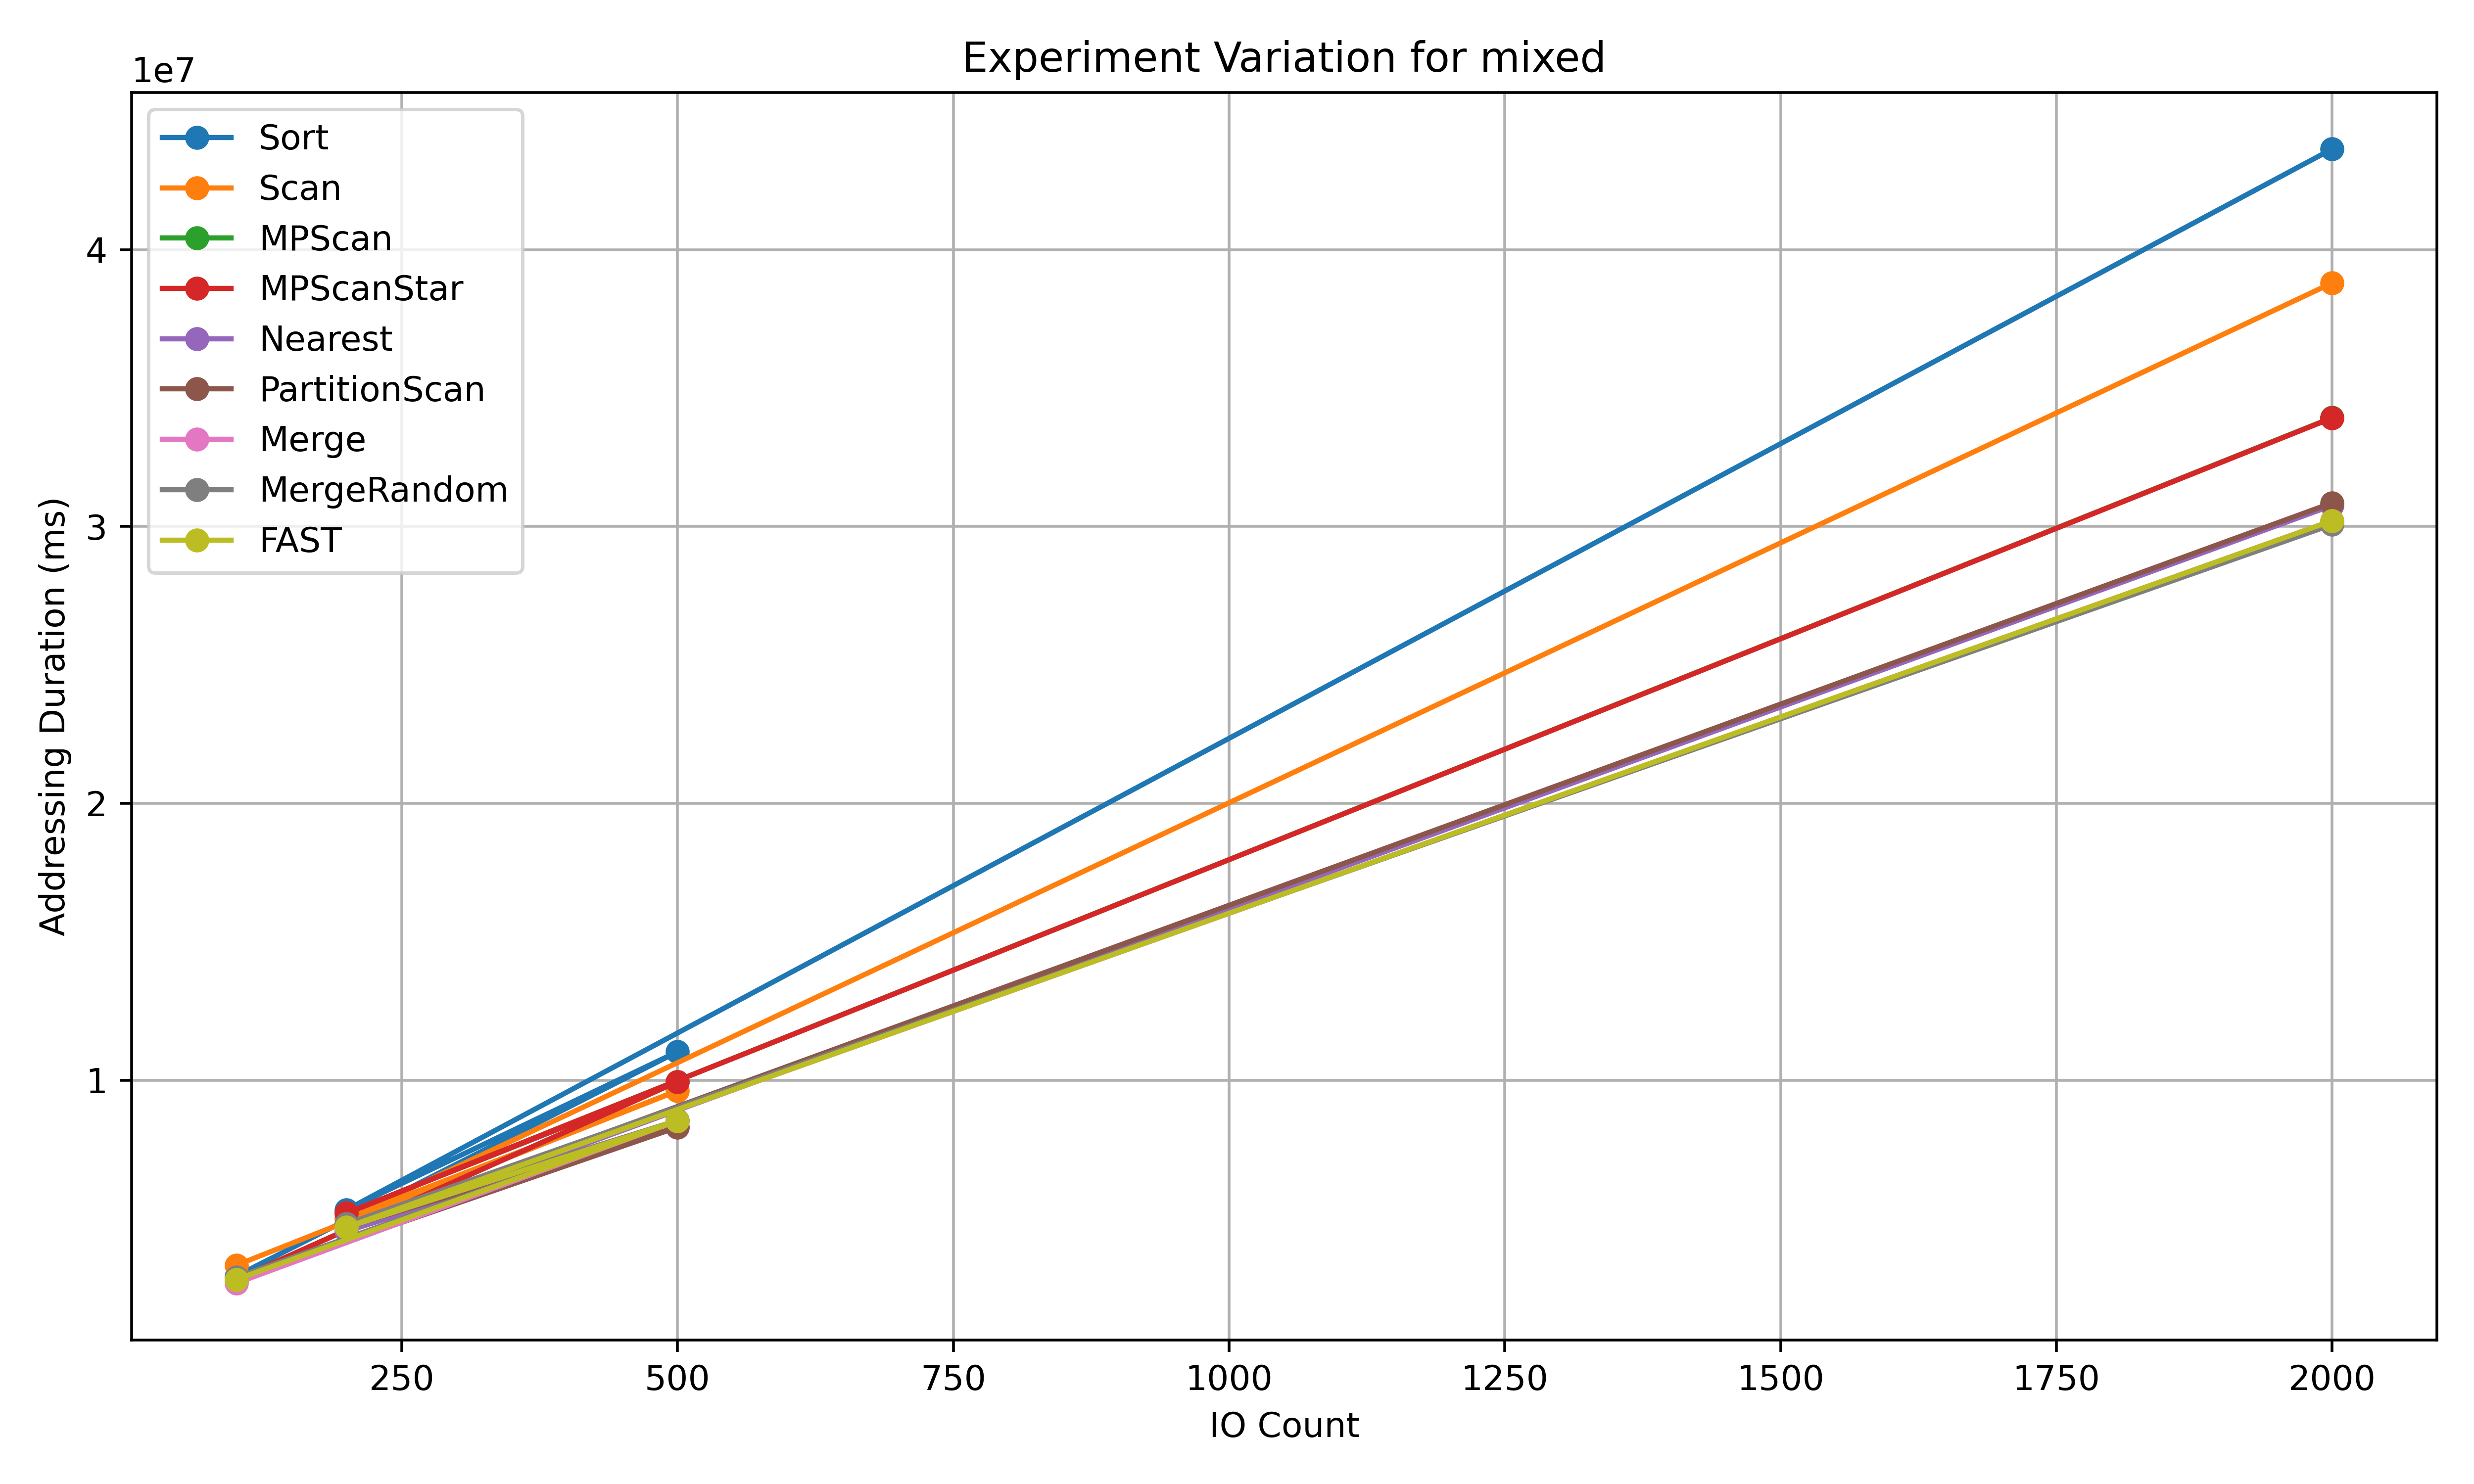 Experiment Variation for mixed
1e7
Sort
Scan
MPScan
MPScanStar
Nearest
PartitionScan
Merge
MergeRandom
FAST
4
3
2
1
Addressing Duration (ms)
250 500 750 1000 1250 1500 1750 2000
IO Count